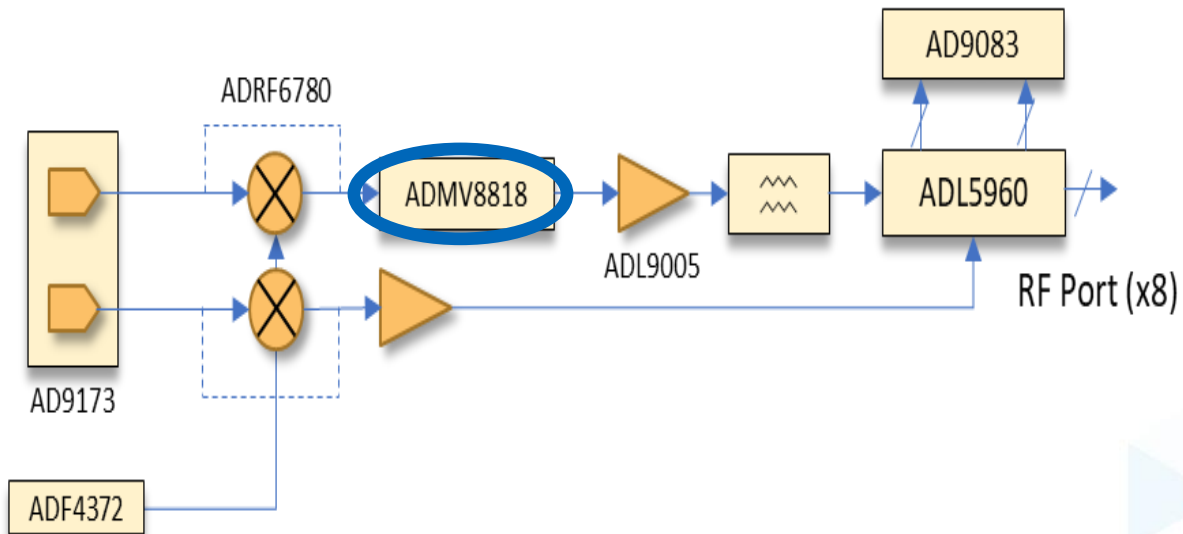 AD9083
ADRF6780
ADMV8818
ADL5960
ADL9005
RF Port (x8)
AD9173
ADF4372